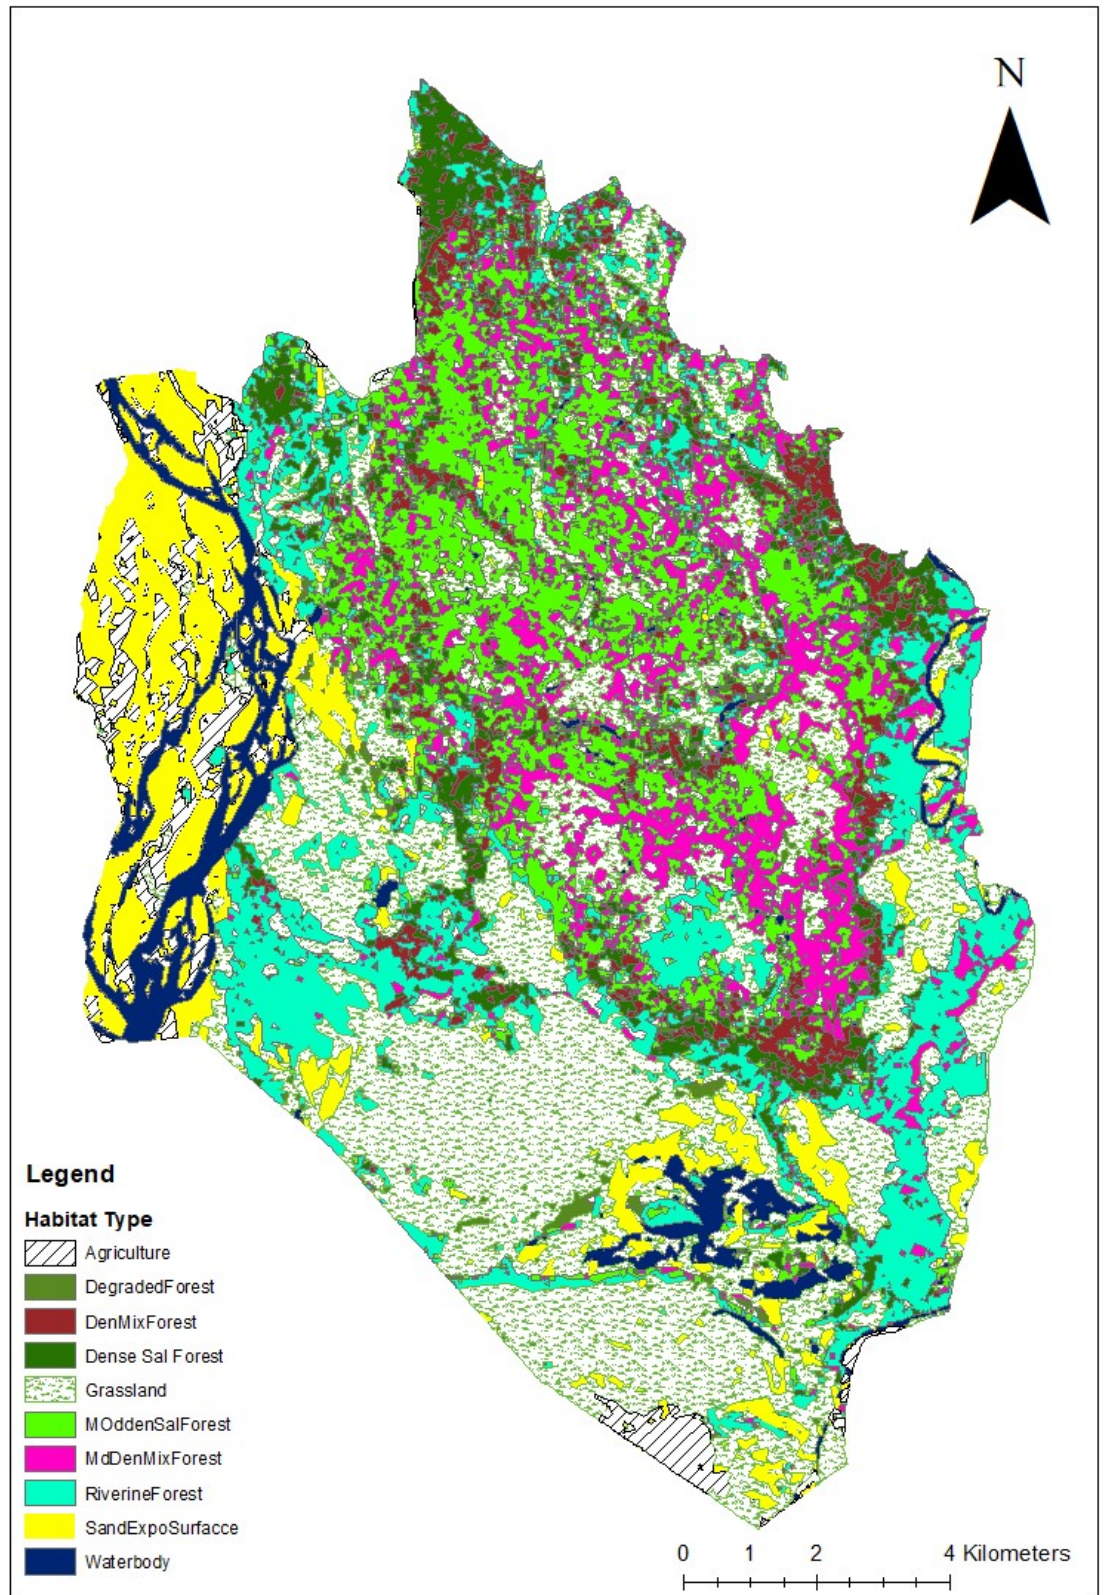 N
Legend
Habitat Type
Agriculture
DegradedForest
DenMixForest
Dense Sal Forest
Grassland
MOddenSalForest
MdDenMixForest
RiverineForest
SandExpoSurfacce
Waterbody
0 1 2 4 Kilometers